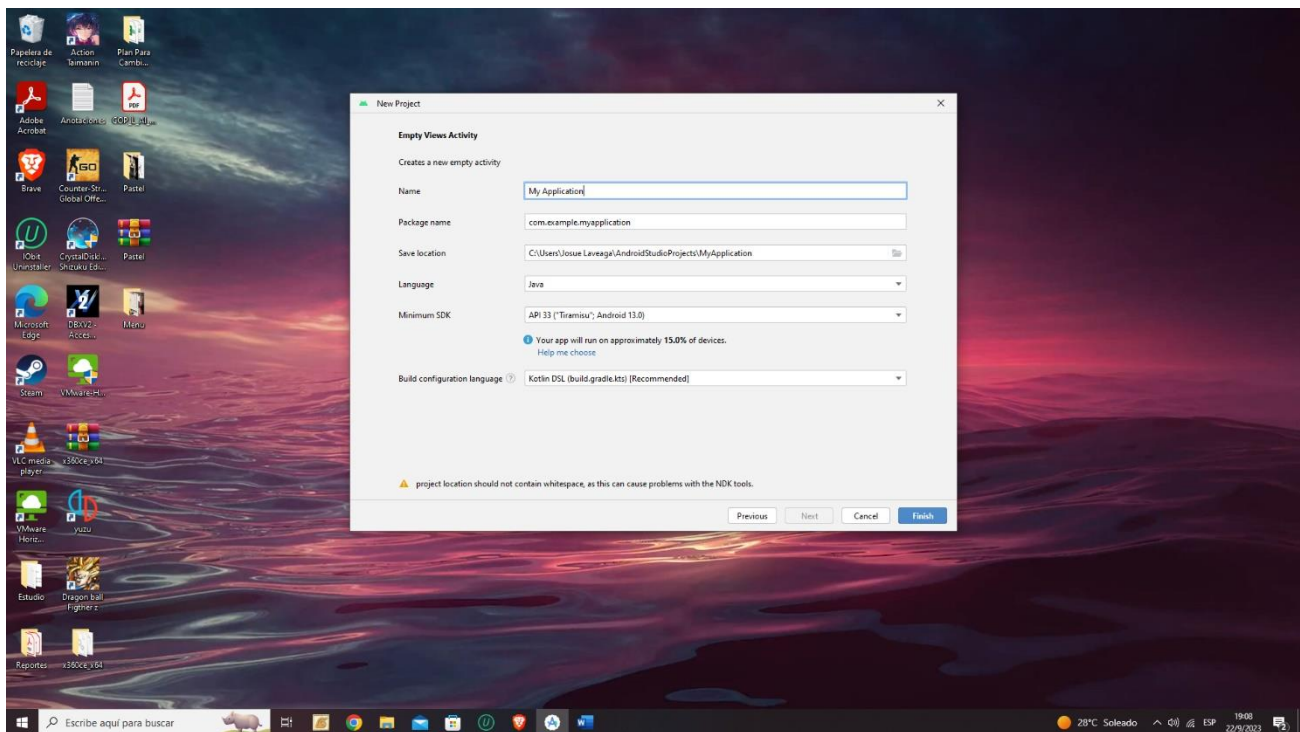 Papelera de
reciclaje
Action
Taimanin
Plan Para
Cambi...
Adobe
Acrobat
Anotaciones
PDF
Brave
GO
Counter-Str...
Global Offe...
Pastel
IObit
Uninstaller
CrystalDiskI...
Shizuku Edi...
Pastel
Microsoft
Edge
DBXV2 -
Acces...
Menu
Steam
VMware-H...
VLC media
player
x360ce_x64
VMware
Horiz...
yuzu
Estudio
Dragon ball
Figther z
Reportes
x360ce_x64
New Project
Empty Views Activity
Creates a new empty activity
Name
My Application
Package name
com.example.myapplication
Save location
C:\Users\Josue Laveaga\AndroidStudioProjects\MyApplication
Language
Java
Minimum SDK
API 33 ("Tiramisu"; Android 13.0)
Your app will run on approximately 15.0% of devices.
Help me choose
Build configuration language
Kotlin DSL (build.gradle.kts) [Recommended]
project location should not contain whitespace, as this can cause problems with the NDK tools.
Previous
Next
Cancel
Finish
Escribe aquí para buscar
28°C Soleado
ESP
19:08
22/9/2023